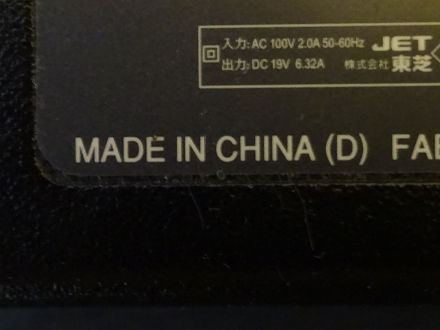 入力: AC 100V 2.0A 50-60Hz JET
出力: DC 19V 6.32A 株式会社 東芝
MADE IN CHINA (D)